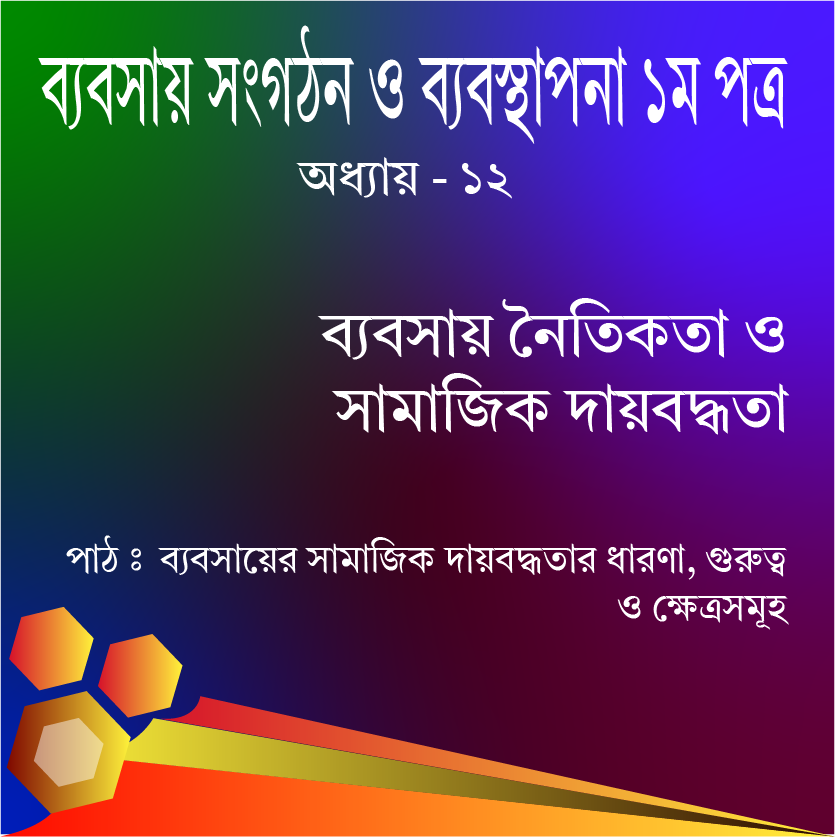 ব্যবসায় সংগঠন ও ব্যবস্থাপনা ১ম পত্র
অধ্যায় - ১২
ব্যবসায় নৈতিকতা ও
সামাজিক দায়বদ্ধতা
পাঠ ঃ ব্যবসায়ের সামাজিক দায়বদ্ধতার ধারণা, গুরুত্ব
ও ক্ষেত্রসমূহ